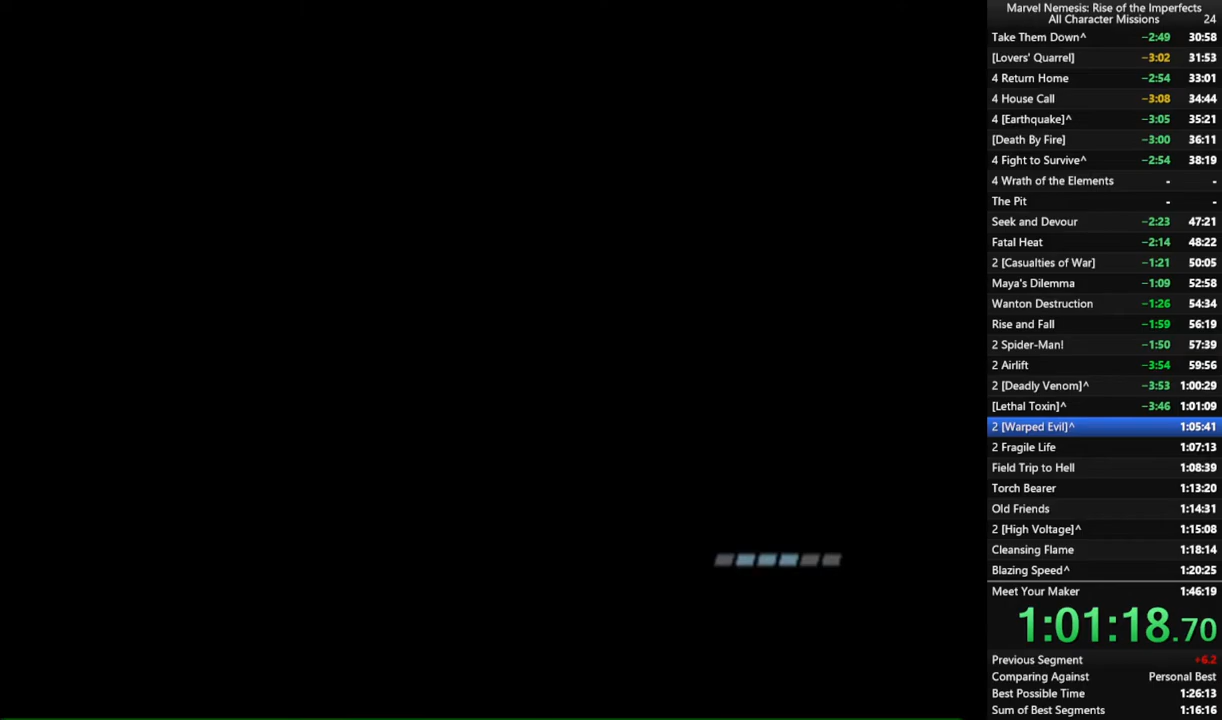 Marvel Nemesis: Rise of the Imperfects
All Character Missions 24
Take Them Down^ −2:49 30:58
[Lovers' Quarrel] −3:02 31:53
4 Return Home −2:54 33:01
4 House Call −3:08 34:44
4 [Earthquake]^ −3:05 35:21
[Death By Fire] −3:00 36:11
4 Fight to Survive^ −2:54 38:19
4 Wrath of the Elements - -
The Pit - -
Seek and Devour −2:23 47:21
Fatal Heat −2:14 48:22
2 [Casualties of War] −1:21 50:05
Maya's Dilemma −1:09 52:58
Wanton Destruction −1:26 54:34
Rise and Fall −1:59 56:19
2 Spider-Man! −1:50 57:39
2 Airlift −3:54 59:56
2 [Deadly Venom]^ −3:53 1:00:29
[Lethal Toxin]^ −3:46 1:01:09
2 [Warped Evil]^ 1:05:41
2 Fragile Life 1:07:13
Field Trip to Hell 1:08:39
Torch Bearer 1:13:20
Old Friends 1:14:31
2 [High Voltage]^ 1:15:08
Cleansing Flame 1:18:14
Blazing Speed^ 1:20:25
Meet Your Maker 1:46:19
1:01:18.70
Previous Segment +6.2
Comparing Against Personal Best
Best Possible Time 1:26:13
Sum of Best Segments 1:16:16